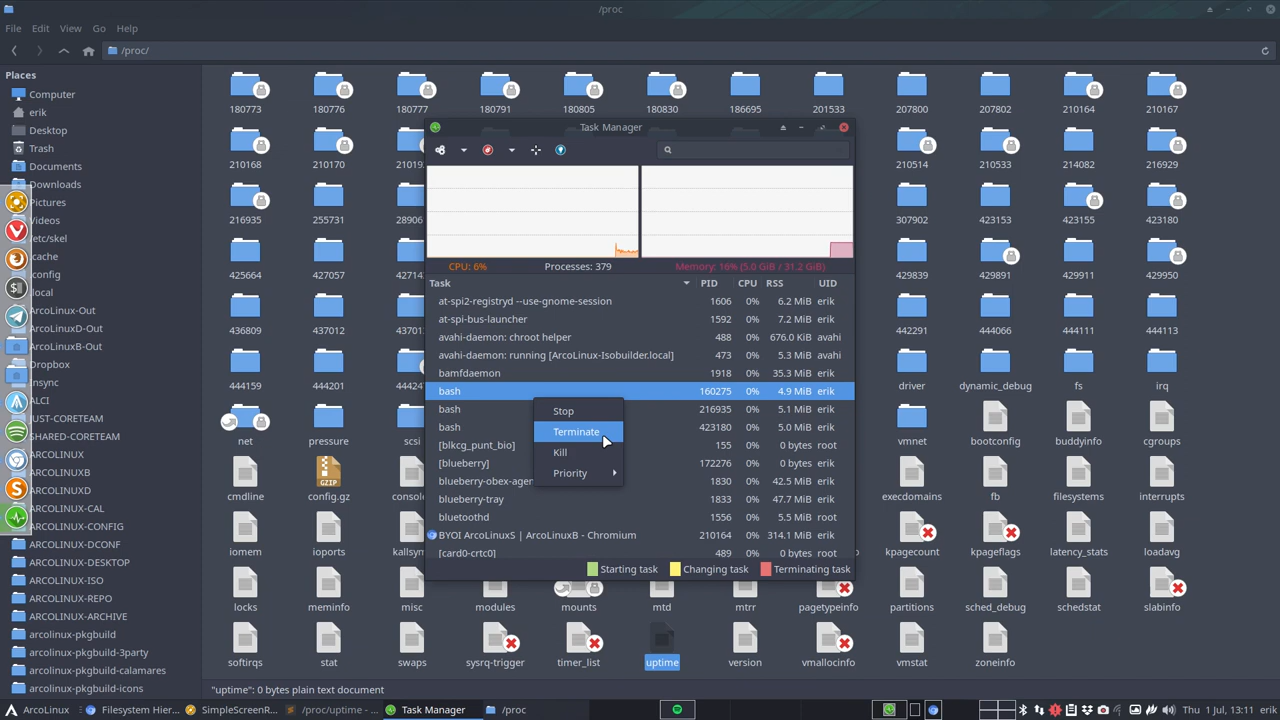 /proc
File Edit View Go Help
/proc/
Places
Computer
erik
Desktop
Trash
Documents
Downloads
Pictures
Videos
/etc/skel
.cache
.config
.local
ArcoLinux-Out
ArcoLinuxD-Out
ArcoLinuxB-Out
Dropbox
Insync
ALCI
JUST-CORETEAM
SHARED-CORETEAM
ARCOLINUX
ARCOLINUXB
ARCOLINUXD
ARCOLINUX-CAL
ARCOLINUX-CONFIG
ARCOLINUX-DCONF
ARCOLINUX-DESKTOP
ARCOLINUX-ISO
ARCOLINUX-REPO
ARCOLINUX-ARCHIVE
arcolinux-pkgbuild
arcolinux-pkgbuild-3party
arcolinux-pkgbuild-calamares
arcolinux-pkgbuild-icons
180773 180776 180777 180791 180805 180830 186695 201533 207800 207802 210164 210167
210168 210170 210514 210533 214082 216929
216935 255731 307902 423153 423155 423180
425664 427057 429839 429891 429911 429950
436809 437012 442291 444066 444111 444113
444159 444201 driver dynamic_debug fs irq
net pressure scsi vmnet bootconfig buddyinfo cgroups
cmdline config.gz execdomains fb filesystems interrupts
GZIP
iomem ioports kpagecount kpageflags latency_stats loadavg
locks meminfo misc modules mounts mtd mtrr pagetypeinfo partitions sched_debug schedstat slabinfo
softirqs stat swaps sysrq-trigger timer_list uptime version vmallocinfo vmstat zoneinfo
Task Manager
CPU: 6% Processes: 379 Memory: 16% (5.0 GiB / 31.2 GiB)
Task PID CPU RSS UID
at-spi2-registryd --use-gnome-session 1606 0% 6.2 MiB erik
at-spi-bus-launcher 1592 0% 7.2 MiB erik
avahi-daemon: chroot helper 488 0% 676.0 KiB avahi
avahi-daemon: running [ArcoLinux-Isobuilder.local] 473 0% 5.3 MiB avahi
bamfdaemon 1918 0% 35.3 MiB erik
bash 160275 0% 4.9 MiB erik
bash 216935 0% 5.1 MiB erik
bash 423180 0% 5.0 MiB erik
[blkcg_punt_bio] 155 0% 0 bytes root
[blueberry] 172276 0% 0 bytes erik
blueberry-obex-agen 1830 0% 42.5 MiB erik
blueberry-tray 1833 0% 47.7 MiB erik
bluetoothd 1556 0% 5.5 MiB root
BYOI ArcoLinuxS | ArcoLinuxB - Chromium 210164 0% 314.1 MiB erik
[card0-crtc0] 489 0% 0 bytes root
Starting task Changing task Terminating task
Stop
Terminate
Kill
Priority
"uptime": 0 bytes plain text document
ArcoLinux Filesystem Hier... SimpleScreenR... /proc/uptime - ... Task Manager /proc Thu 1 Jul, 13:11 erik